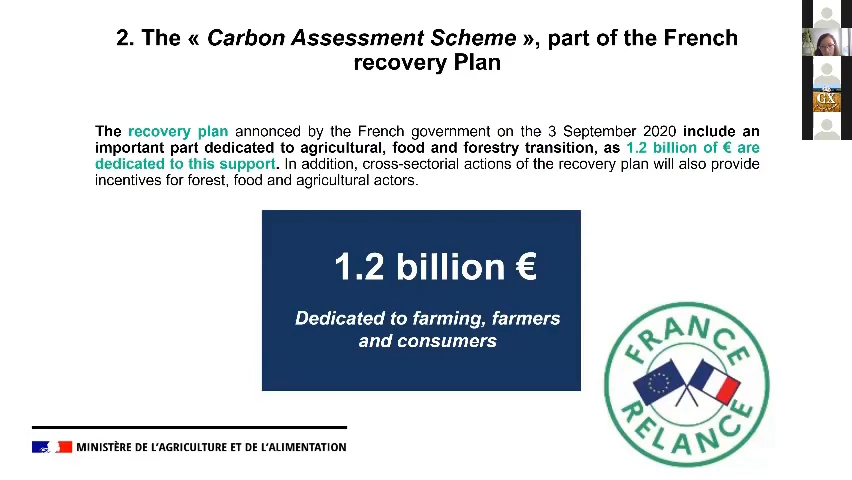 2. The « Carbon Assessment Scheme », part of the French
recovery Plan
The recovery plan annonced by the French government on the 3 September 2020 include an
important part dedicated to agricultural, food and forestry transition, as 1.2 billion of € are
dedicated to this support. In addition, cross-sectorial actions of the recovery plan will also provide
incentives for forest, food and agricultural actors.
1.2 billion €
Dedicated to farming, farmers
and consumers
FRANCE
RELANCE
MINISTÈRE DE L'AGRICULTURE ET DE L'ALIMENTATION
GX